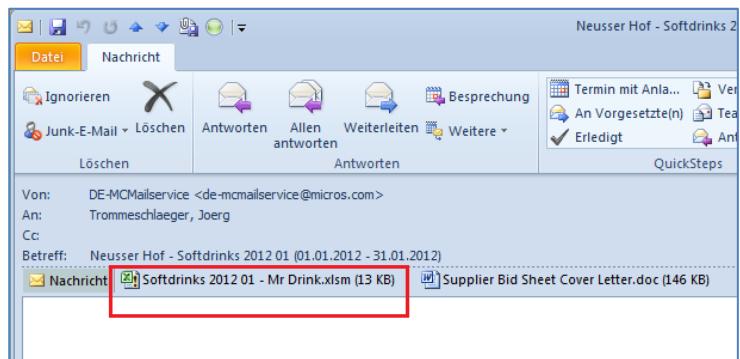 Neusser Hof - Softdrinks 2
Datei Nachricht
Ignorieren
Junk-E-Mail
Löschen
Antworten
Allen
antworten
Weiterleiten
Besprechung
Weitere
Termin mit Anla...
An Vorgesetzte(n)
Erledigt
Ver
Tea
Ant
Löschen Antworten QuickSteps
Von: DE-MCMailservice <de-mcmailservice@micros.com>
An: Trommeschlaeger, Joerg
Cc:
Betreff: Neusser Hof - Softdrinks 2012 01 (01.01.2012 - 31.01.2012)
Nachricht Softdrinks 2012 01 - Mr Drink.xlsm (13 KB) Supplier Bid Sheet Cover Letter.doc (146 KB)